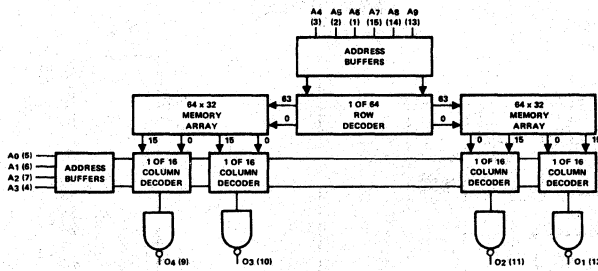 A4 A5 A6 A7 A8 A9
(3) (2) (1) (15) (14) (13)
ADDRESS
BUFFERS
64 x 32
MEMORY
ARRAY
63
0
1 OF 64
ROW
DECODER
63
0
64 x 32
MEMORY
ARRAY
15 0 15 0
0 15 0 15
A0 (5)
A1 (6)
A2 (7)
A3 (4)
ADDRESS
BUFFERS
1 OF 16
COLUMN
DECODER
1 OF 16
COLUMN
DECODER
1 OF 16
COLUMN
DECODER
1 OF 16
COLUMN
DECODER
O4 (9)
O3 (10)
O2 (11)
O1 (12